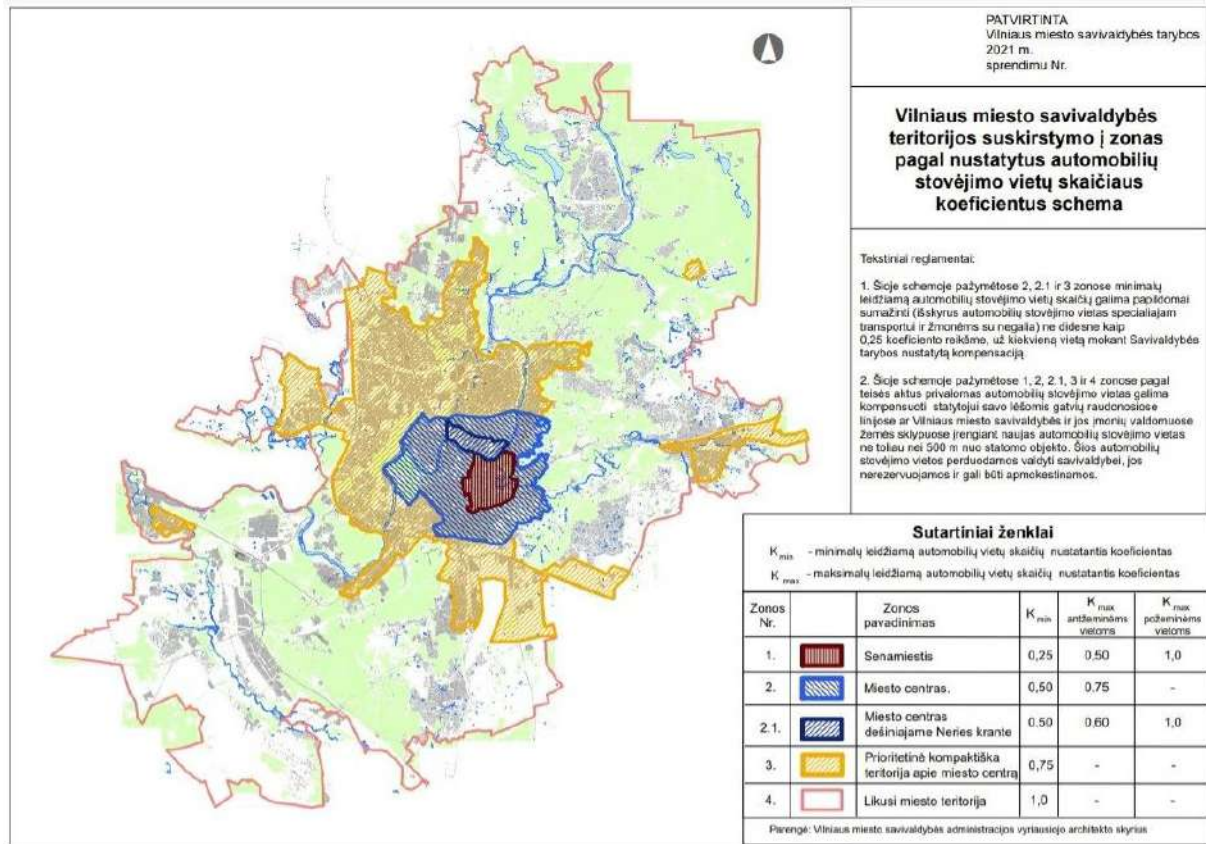 PATVIRTINTA
Vilniaus miesto savivaldybės tarybos
2021 m.
sprendimu Nr.
Vilniaus miesto savivaldybės
teritorijos suskirstymo į zonas
pagal nustatytus automobilių
stovėjimo vietų skaičiaus
koeficientus schema
Tekstiniai reglamentai:
1. Šioje schemoje pažymėtose 2, 2.1 ir 3 zonose minimalų
leidžiamą automobilių stovėjimo vietų skaičių galima papildomai
sumažinti (išskyrus automobilių stovėjimo vietas specialiajam
transportui ir žmonėms su negalia) ne didesne kaip
0,25 koeficiento reikšme, už kiekvieną vietą mokant Savivaldybės
tarybos nustatytą kompensaciją.
2. Šioje schemoje pažymėtose 1, 2, 2.1, 3 ir 4 zonose pagal
teisės aktus privalomas automobilių stovėjimo vietas galima
kompensuoti statytojui savo lėšomis gatvių raudonosiose
linijose ar Vilniaus miesto savivaldybės ir jos įmonių valdomuose
žemės sklypuose įrengiant naujas automobilių stovėjimo vietas
ne toliau nei 500 m nuo statomo objekto. Šios automobilių
stovėjimo vietos perduodamos valdyti savivaldybei, jos
nerezervuojamos ir gali būti apmokestinamos.
Sutartiniai ženklai
K min - minimalų leidžiamą automobilių vietų skaičių nustatantis koeficientas
K max - maksimalų leidžiamą automobilių vietų skaičių nustatantis koeficientas
Zonos Nr. Zonos pavadinimas K min K max antžeminėms vietoms K max požeminėms vietoms
1. Senamiestis 0,25 0,50 1,0
2. Miesto centras. 0,50 0,75 -
2.1. Miesto centras dešiniajame Neries krante 0,50 0,60 1,0
3. Prioritetinė kompaktiška teritorija apie miesto centrą 0,75 - -
4. Likusi miesto teritorija 1,0 - -
Parengė: Vilniaus miesto savivaldybės administracijos vyriausiojo architekto skyrius